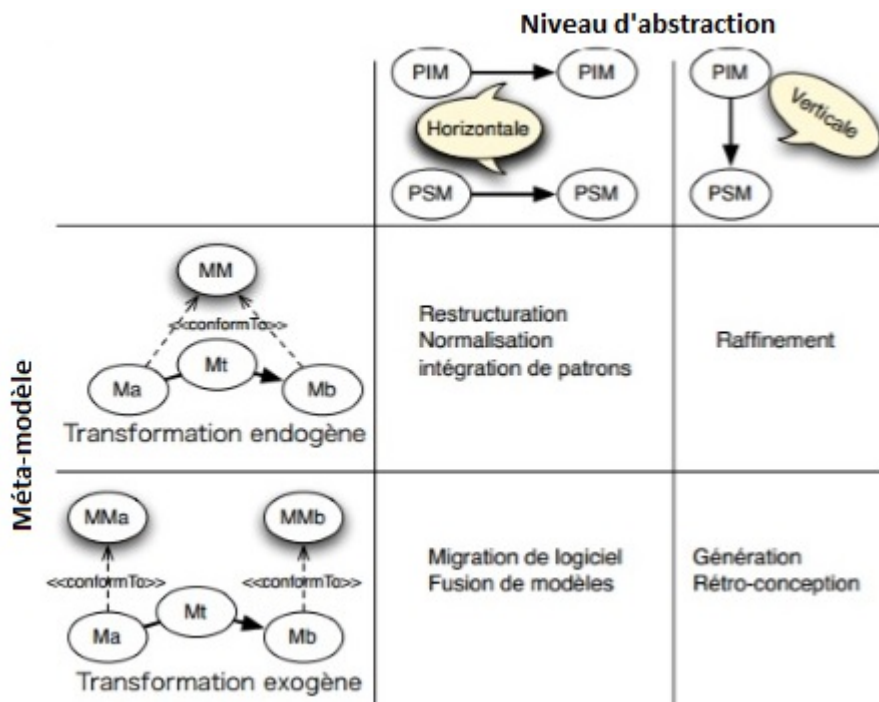 Niveau d'abstraction
PIM
PIM
PIM
Horizontale
Verticale
PSM
PSM
PSM
Méta-modèle
MM
<<conformTo>>
Mt
Ma
Mb
Transformation endogène
Restructuration
Normalisation
intégration de patrons
Raffinement
MMa
MMb
<<conformTo>>
<<conformTo>>
Mt
Ma
Mb
Transformation exogène
Migration de logiciel
Fusion de modèles
Génération
Rétro-conception